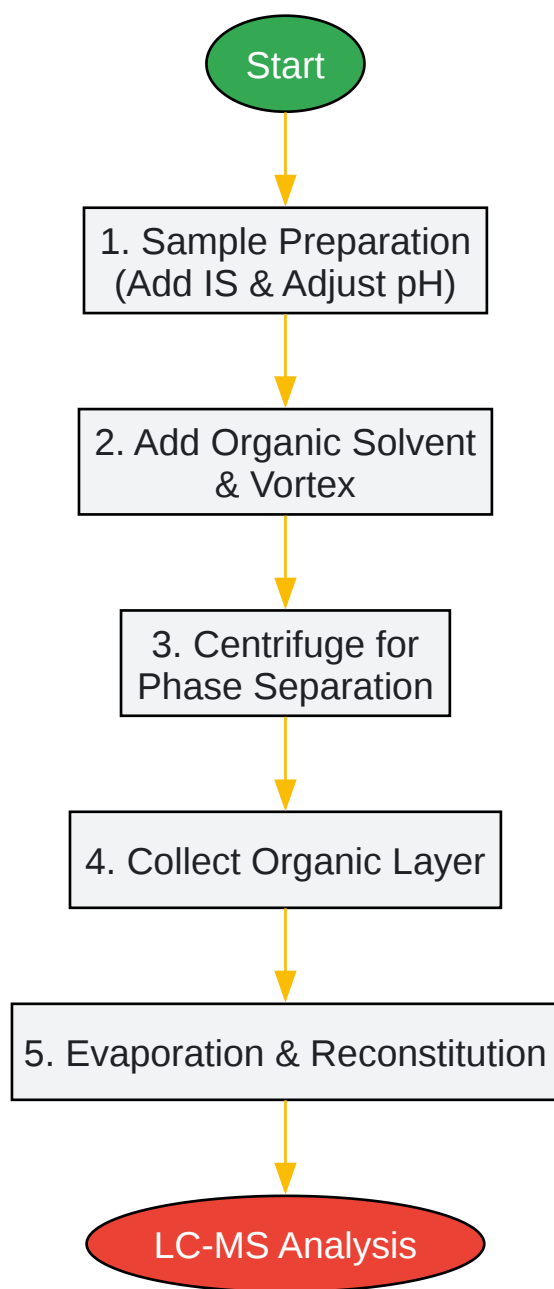 Start
1. Sample Preparation
(Add IS & Adjust pH)
2. Add Organic Solvent
& Vortex
3. Centrifuge for
Phase Separation
4. Collect Organic Layer
5. Evaporation & Reconstitution
LC-MS Analysis